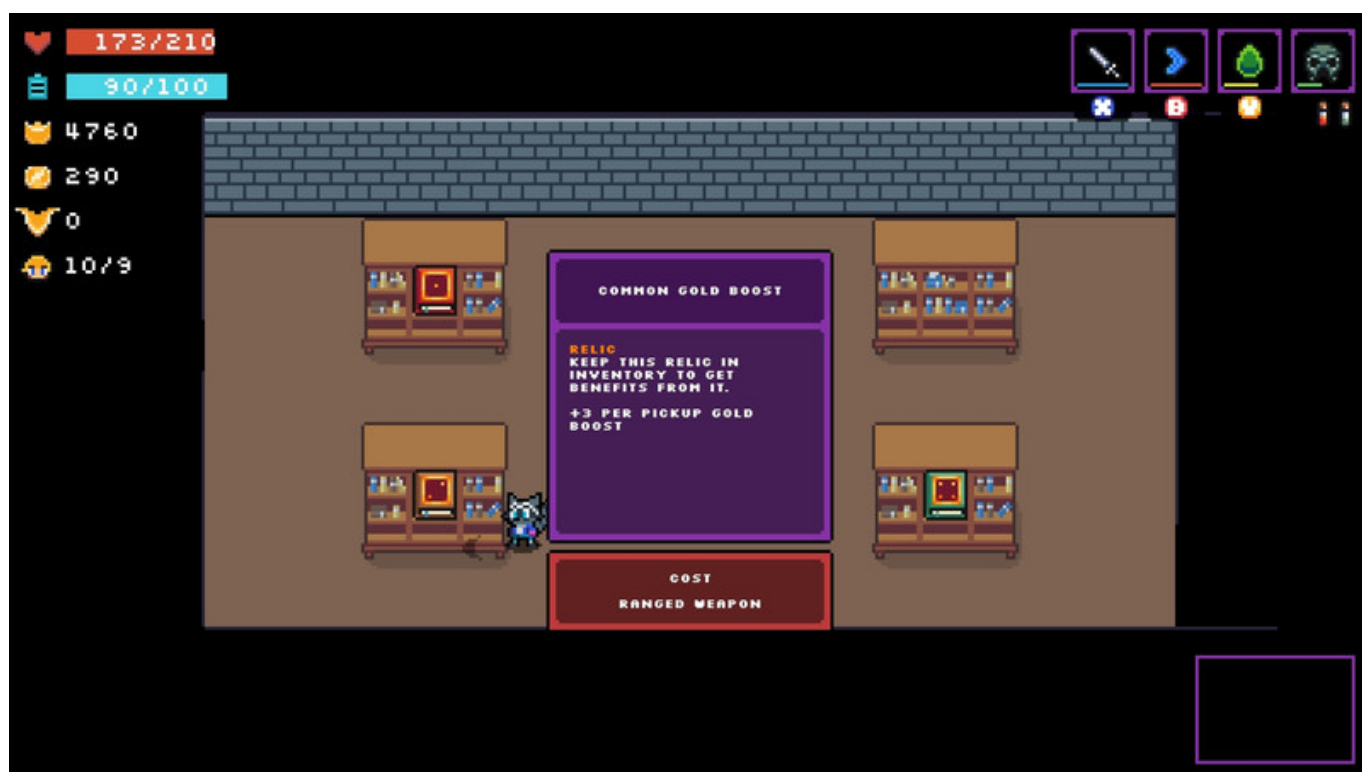 173/210
90/100
4760
290
0
10/9
X
B
Y
COMMON GOLD BOOST
RELIC
KEEP THIS RELIC IN
INVENTORY TO GET
BENEFITS FROM IT.
+3 PER PICKUP GOLD
BOOST
COST
RANGED WEAPON